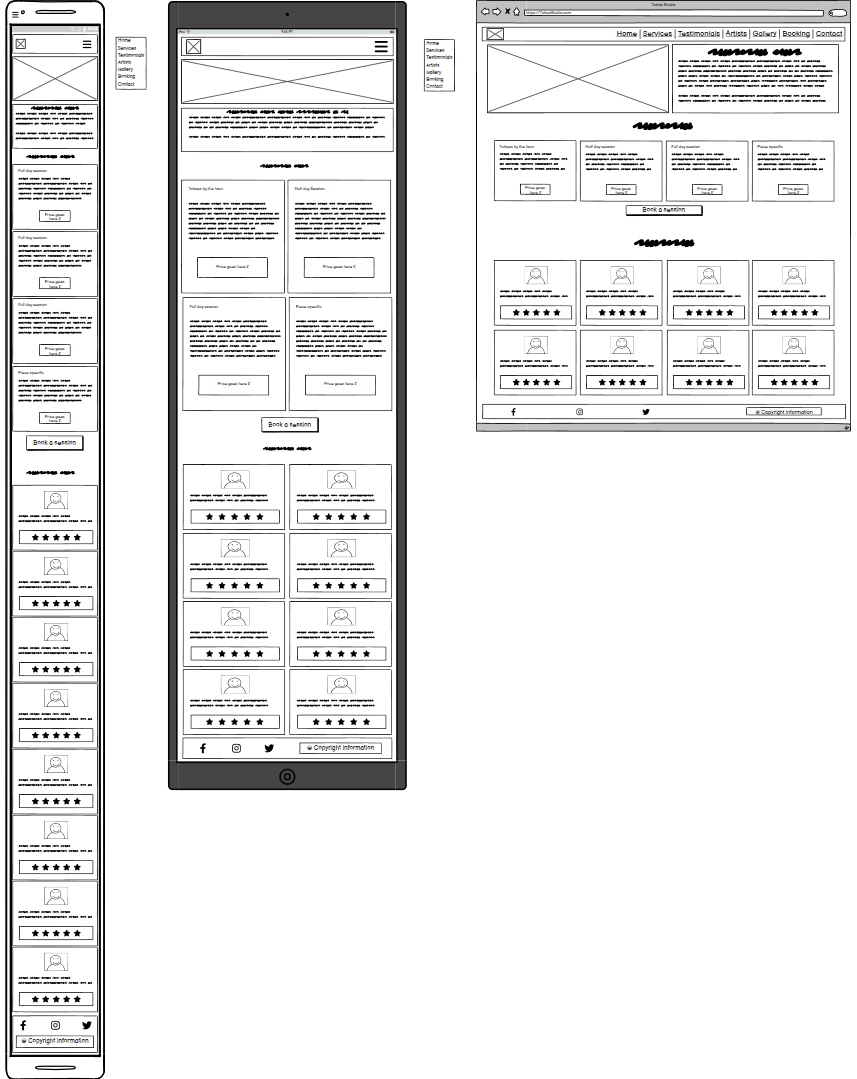 Home
Services
Testimonials
Artists
Gallery
Booking
Contact
Full day session
Price goes
here £
Full day session
Price goes
here £
Full day session
Price goes
here £
Piece specific
Price goes
here £
Book a session
© Copyright Information
Home
Services
Testimonials
Artists
Gallery
Booking
Contact
Tattoos by the hour
Half day Session
Price goes here £
Price goes here £
Full day session
Piece specific
Price goes here £
Price goes here £
Book a session
© Copyright Information
Tattoo Studio
https://TattooStudio.com
Home | Services | Testimonials | Artists | Gallery | Booking | Contact
Tattoos by the hour
Half day session
Full day session
Piece specific
Price goes
here £
Price goes
here £
Price goes
here £
Price goes
here £
Book a session
© Copyright Information